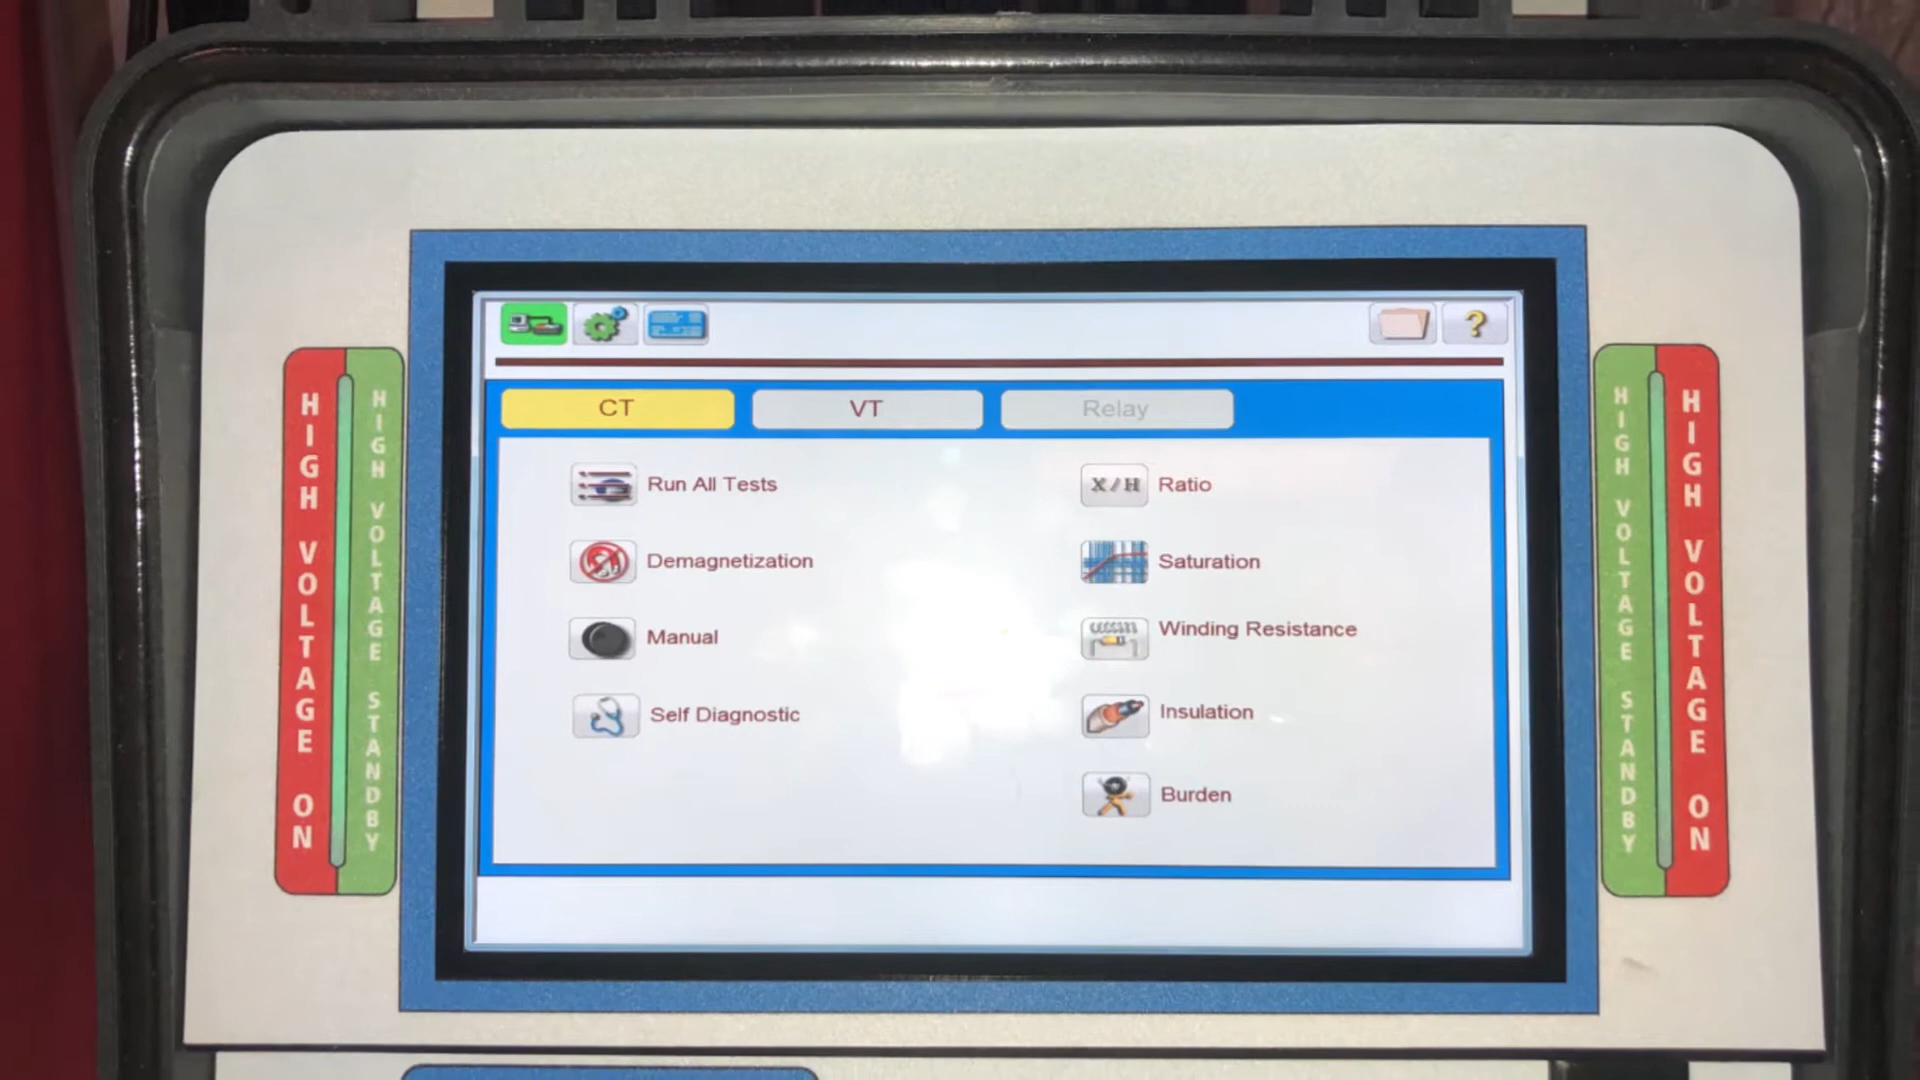 CT VT Relay
Run All Tests
Demagnetization
Manual
Self Diagnostic
X/H Ratio
Saturation
Winding Resistance
Insulation
Burden
HIGH VOLTAGE ON
HIGH VOLTAGE STANDBY
HIGH VOLTAGE STANDBY
HIGH VOLTAGE ON
?